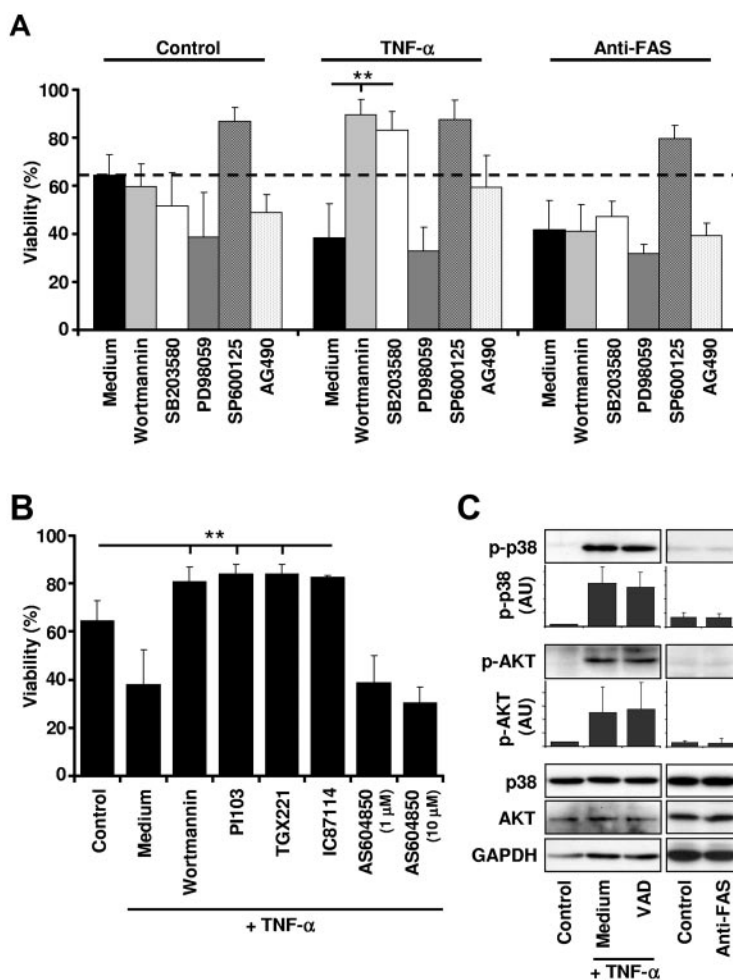 A
Control TNF-α Anti-FAS
**
100
80
60
40
20
0
Viability (%)
Medium
Wortmannin
SB203580
PD98059
SP600125
AG490
Medium
Wortmannin
SB203580
PD98059
SP600125
AG490
Medium
Wortmannin
SB203580
PD98059
SP600125
AG490
B
**
100
80
60
40
20
0
Viability (%)
Control
Medium
Wortmannin
PI103
TGX221
IC87114
AS604850
(1 µM)
AS604850
(10 µM)
+ TNF-α
C
p-p38
p-p38
(AU)
p-AKT
p-AKT
(AU)
p38
AKT
GAPDH
Control
Medium
VAD
Control
Anti-FAS
+ TNF-α